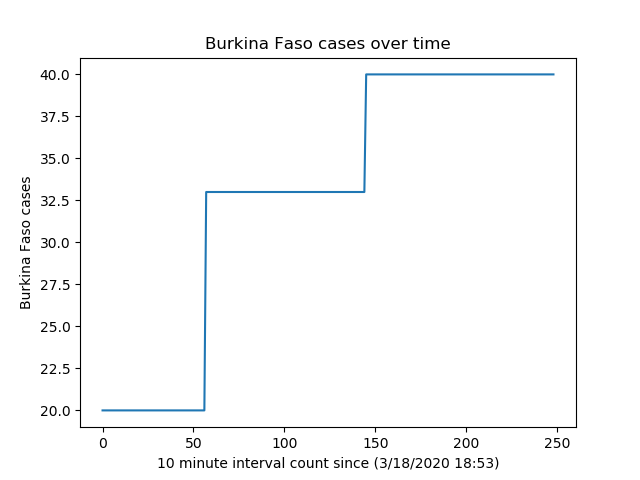 Burkina Faso cases over time
40.0
37.5
35.0
32.5
30.0
27.5
25.0
22.5
20.0
Burkina Faso cases
0 50 100 150 200 250
10 minute interval count since (3/18/2020 18:53)